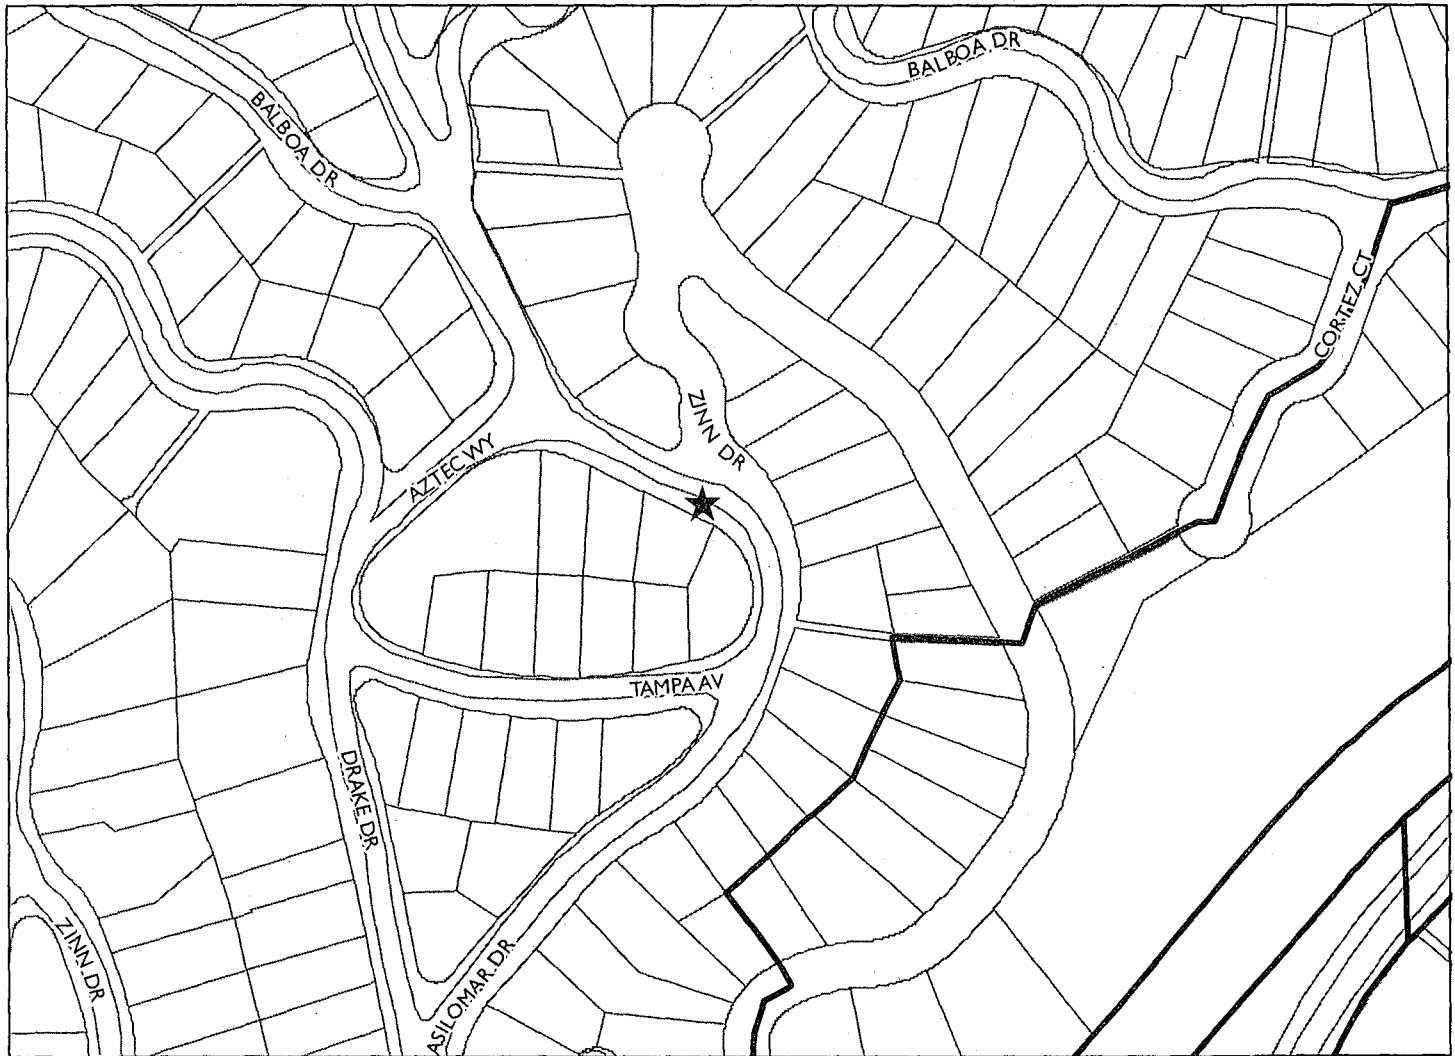 BALBOA DR
BALBOA DR
CORTEZ CT
ZINN DR
AZTEC WY
TAMPA AV
DRAKE DR
ZINN DR
ASILOMAR DR